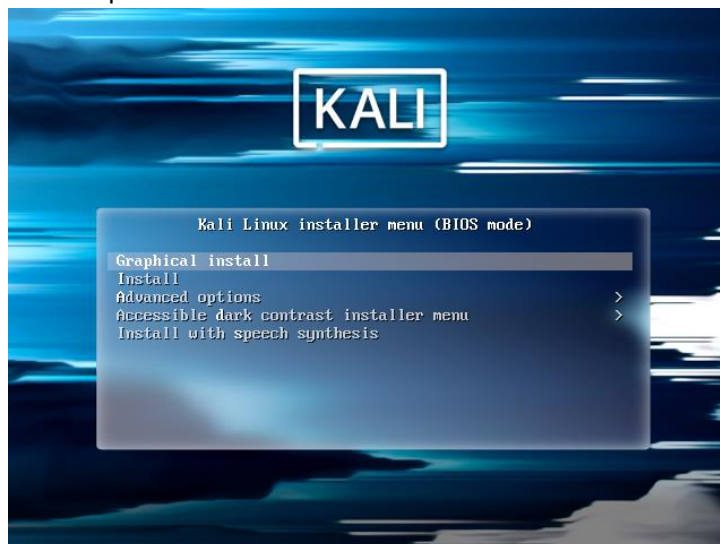 KALI
Kali Linux installer menu (BIOS mode)
Graphical install
Install
Advanced options >
Accessible dark contrast installer menu >
Install with speech synthesis